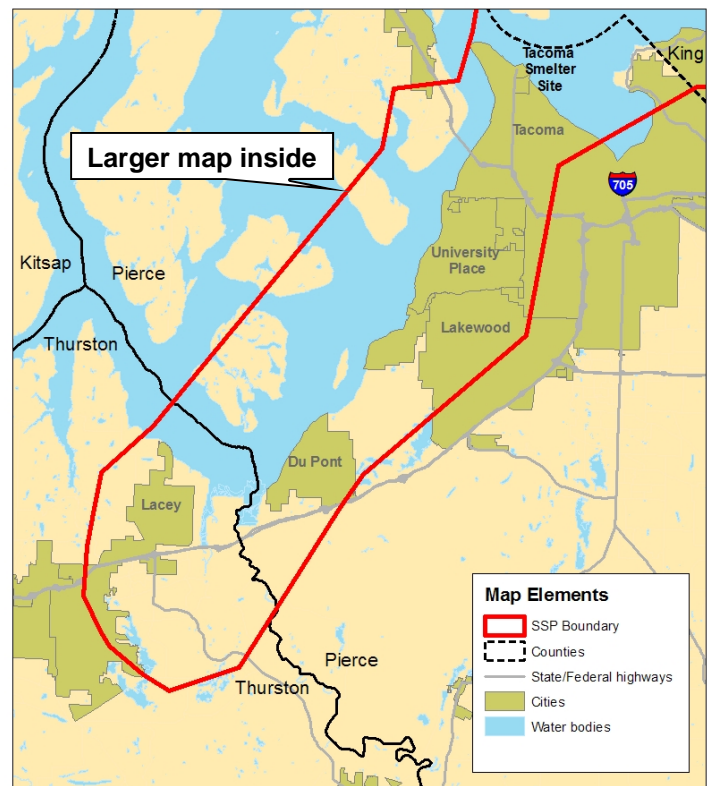 Tacoma
Smelter
Site
King
Tacoma
Larger map inside
705
University
Place
Kitsap
Pierce
Lakewood
Thurston
Du Pont
Lacey
Pierce
Thurston
Map Elements
SSP Boundary
Counties
State/Federal highways
Cities
Water bodies